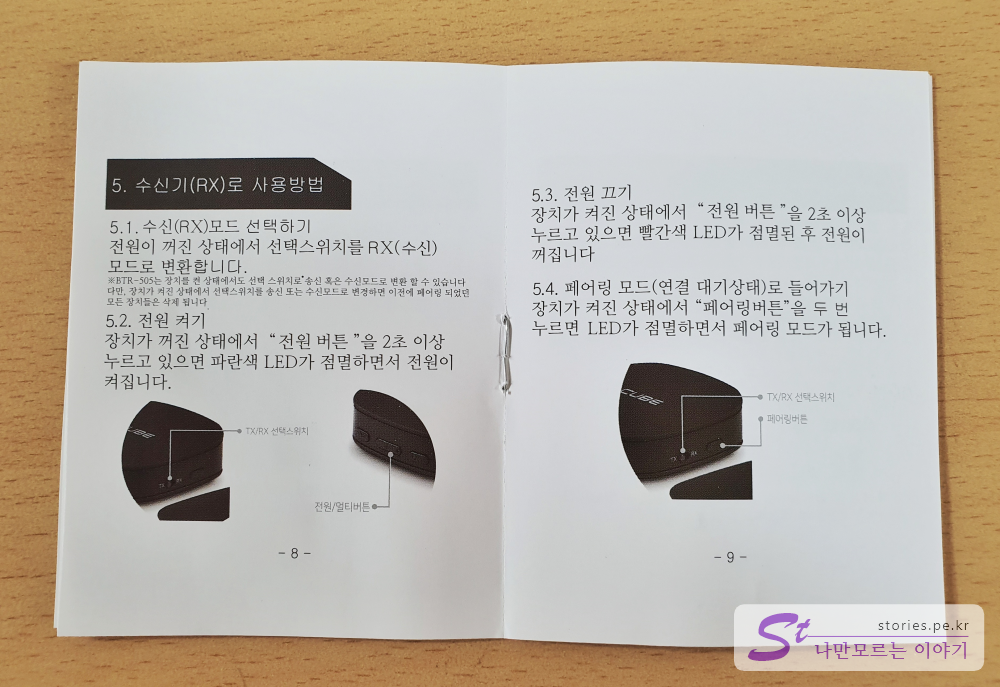 5. 수신기(RX)로 사용방법
5.1. 수신(RX)모드 선택하기
전원이 꺼진 상태에서 선택스위치를 RX(수신)
모드로 변환합니다.
※BTR-505는 장치를 켠 상태에서도 선택 스위치로 송신 혹은 수신모드로 변환 할 수 있습니다
다만, 장치가 켜진 상태에서 선택스위치를 송신 또는 수신모드로 변경하면 이전에 페어링 되었던
모든 장치들은 삭제 됩니다
5.2. 전원 켜기
장치가 꺼진 상태에서 “전원 버튼”을 2초 이상
누르고 있으면 파란색 LED가 점멸하면서 전원이
켜집니다.
CUBE
TX/RX 선택스위치
TX RX
전원/멀티버튼
- 8 -
5.3. 전원 끄기
장치가 켜진 상태에서 “전원 버튼”을 2초 이상
누르고 있으면 빨간색 LED가 점멸된 후 전원이
꺼집니다
5.4. 페어링 모드(연결 대기상태)로 들어가기
장치가 켜진 상태에서 “페어링버튼”을 두 번
누르면 LED가 점멸하면서 페어링 모드가 됩니다.
CUBE
TX/RX 선택스위치
페어링버튼
TX RX
- 9 -
St
stories.pe.kr
나만모르는 이야기